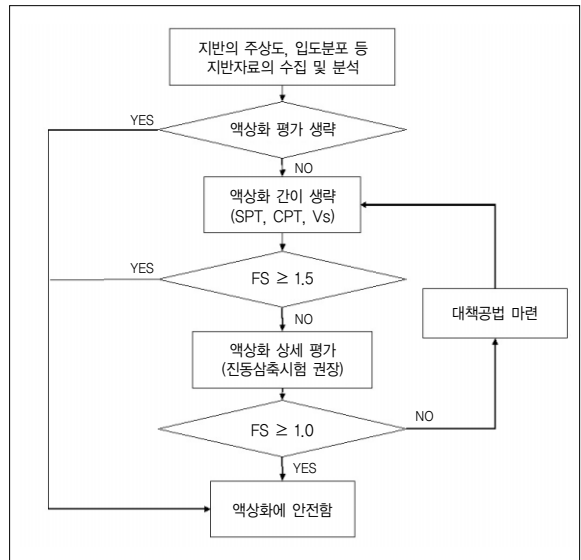 지반의 주상도, 입도분포 등
지반자료의 수집 및 분석
YES
액상화 평가 생략
NO
액상화 간이 생략
(SPT, CPT, Vs)
YES
FS ≥ 1.5
NO
대책공법 마련
액상화 상세 평가
(진동삼축시험 권장)
FS ≥ 1.0
NO
YES
액상화에 안전함